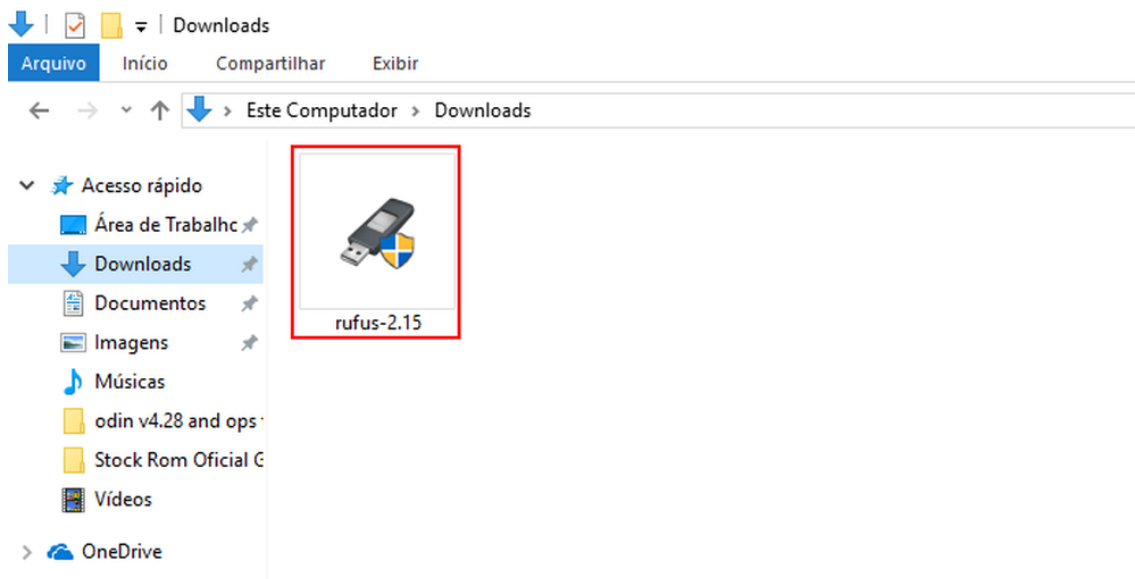 Downloads
Arquivo Início Compartilhar Exibir
Este Computador > Downloads
Acesso rápido
Área de Trabalhc
Downloads
Documentos
Imagens
Músicas
odin v4.28 and ops
Stock Rom Oficial G
Vídeos
OneDrive
rufus-2.15